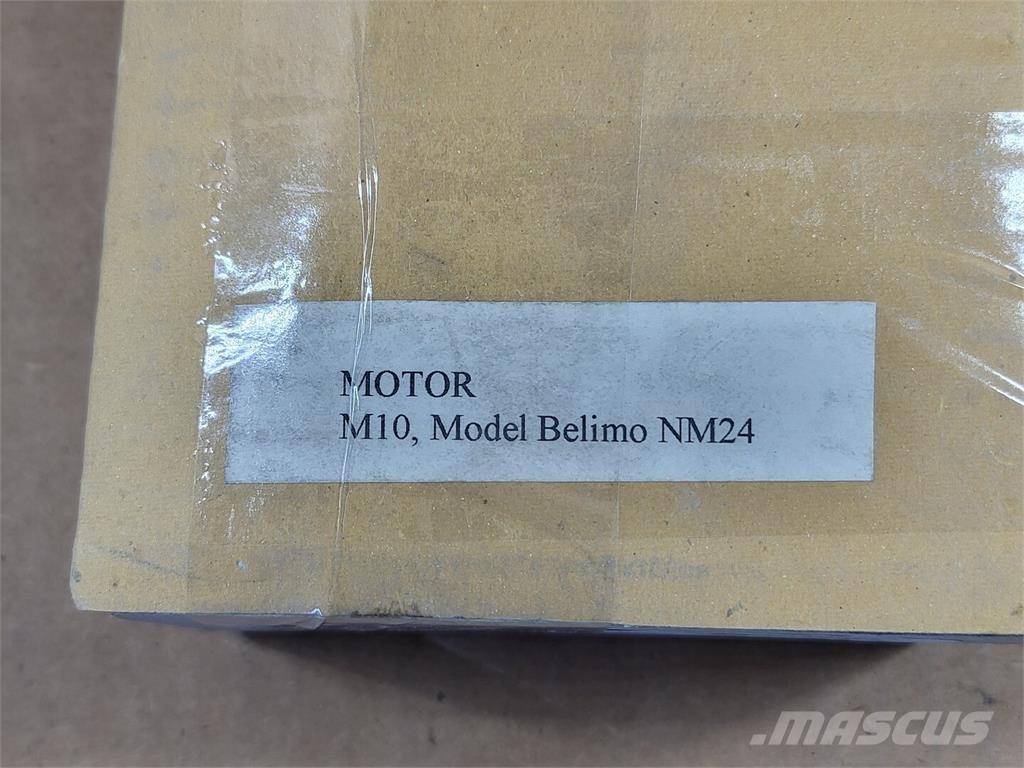 MOTOR
M10, Model Belimo NM24
MASCUS